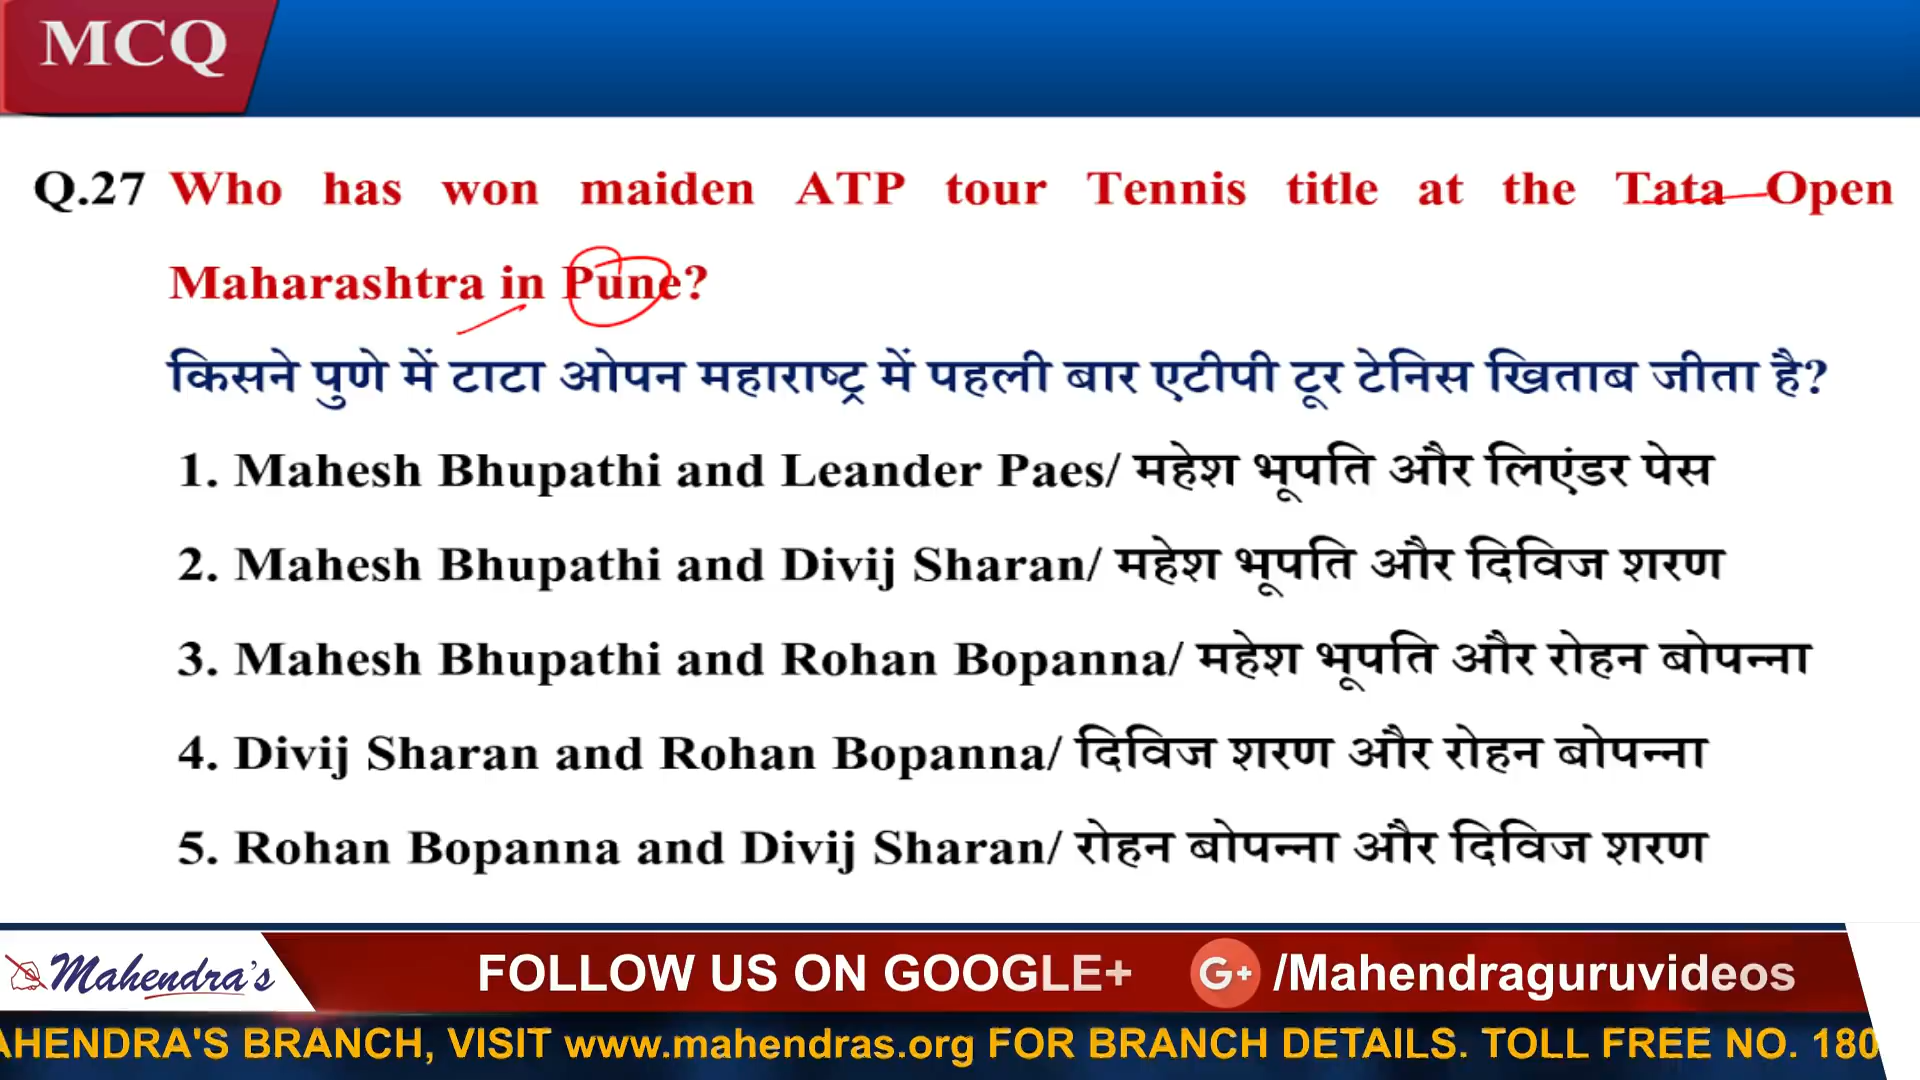 MCQ
Q.27 Who has won maiden ATP tour Tennis title at the Tata Open
Maharashtra in Pune?
किसने पुणे में टाटा ओपन महाराष्ट्र में पहली बार एटीपी टूर टेनिस खिताब जीता है?
1. Mahesh Bhupathi and Leander Paes/ महेश भूपति और लिएंडर पेस
2. Mahesh Bhupathi and Divij Sharan/ महेश भूपति और दिविज शरण
3. Mahesh Bhupathi and Rohan Bopanna/ महेश भूपति और रोहन बोपन्ना
4. Divij Sharan and Rohan Bopanna/ दिविज शरण और रोहन बोपन्ना
5. Rohan Bopanna and Divij Sharan/ रोहन बोपन्ना और दिविज शरण
Mahendra's FOLLOW US ON GOOGLE+ G+ /Mahendraguruvideos
AHENDRA'S BRANCH, VISIT www.mahendras.org FOR BRANCH DETAILS. TOLL FREE NO. 180